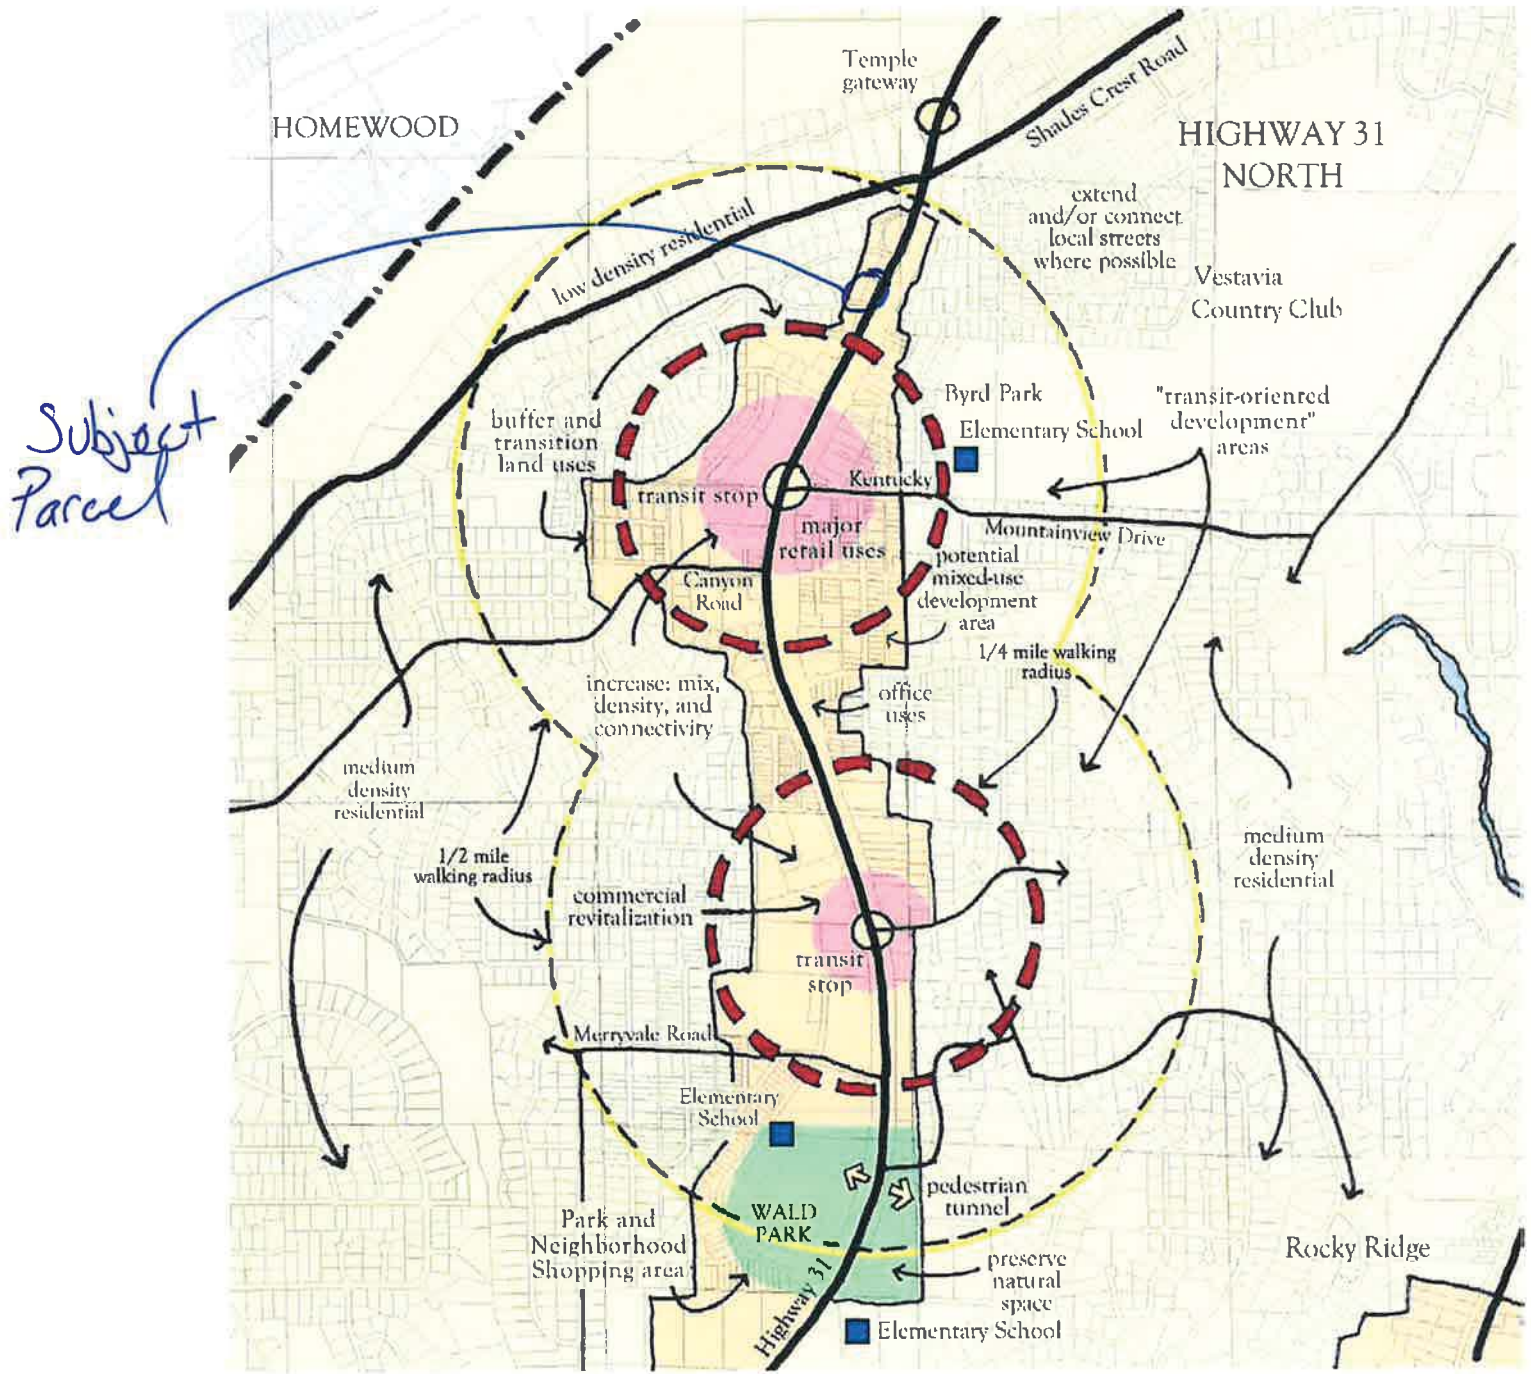 Temple
gateway
Shades Crest Road
HOMEWOOD
HIGHWAY 31
NORTH
extend
and/or connect
local streets
where possible
low density residential
Vestavia
Country Club
Subject
Parcel
buffer and
transition
land uses
Byrd Park
Elementary School
"transit-oriented
development"
areas
transit stop
Kentucky
major
retail uses
Mountainview Drive
Canyon
Road
potential
mixed-use
development
area
1/4 mile walking
radius
increase: mix,
density, and
connectivity
office
uses
medium
density
residential
1/2 mile
walking radius
commercial
revitalization
medium
density
residential
transit
stop
Merryvale Road
Elementary
School
pedestrian
tunnel
WALD
PARK
Park and
Neighborhood
Shopping area
Rocky Ridge
preserve
natural
space
Highway 31
Elementary School